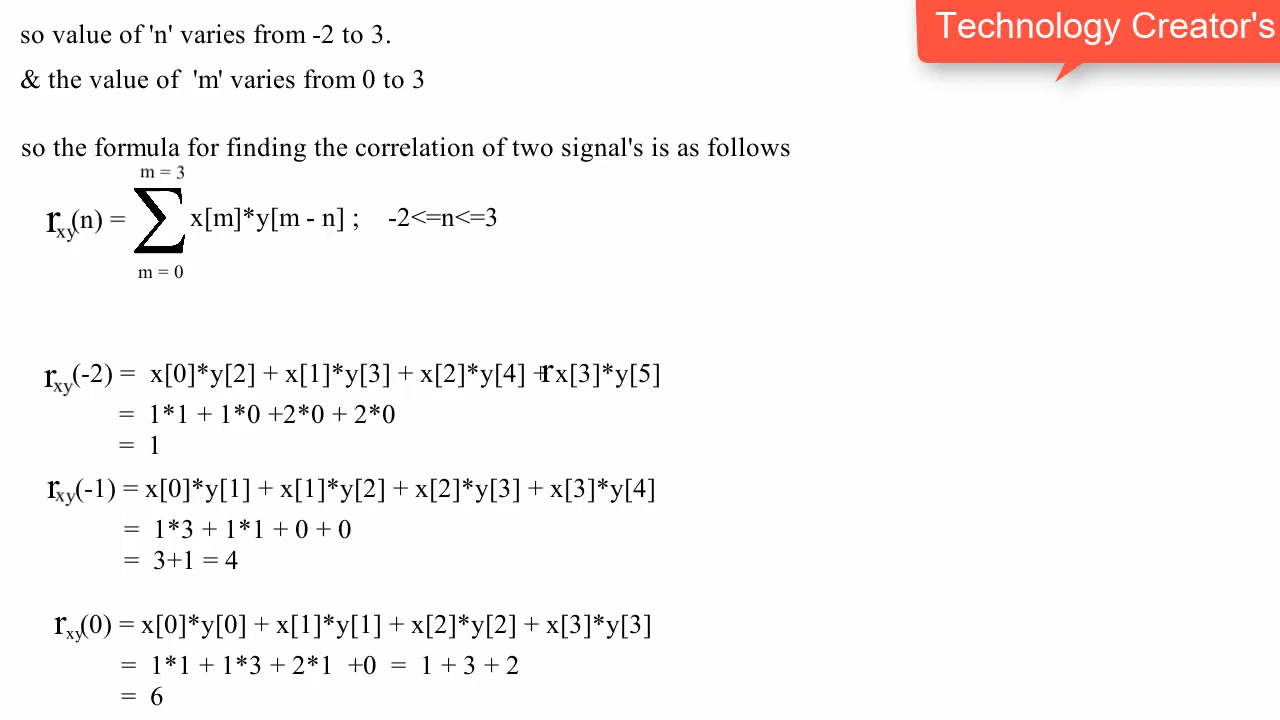 Technology Creator's
so value of 'n' varies from -2 to 3.
& the value of 'm' varies from 0 to 3
so the formula for finding the correlation of two signal's is as follows
m = 3
rxy(n) = ∑ x[m]*y[m - n] ; -2<=n<=3
m = 0
rxy(-2) = x[0]*y[2] + x[1]*y[3] + x[2]*y[4] +r x[3]*y[5]
= 1*1 + 1*0 +2*0 + 2*0
= 1
rxy(-1) = x[0]*y[1] + x[1]*y[2] + x[2]*y[3] + x[3]*y[4]
= 1*3 + 1*1 + 0 + 0
= 3+1 = 4
rxy(0) = x[0]*y[0] + x[1]*y[1] + x[2]*y[2] + x[3]*y[3]
= 1*1 + 1*3 + 2*1 +0 = 1 + 3 + 2
= 6